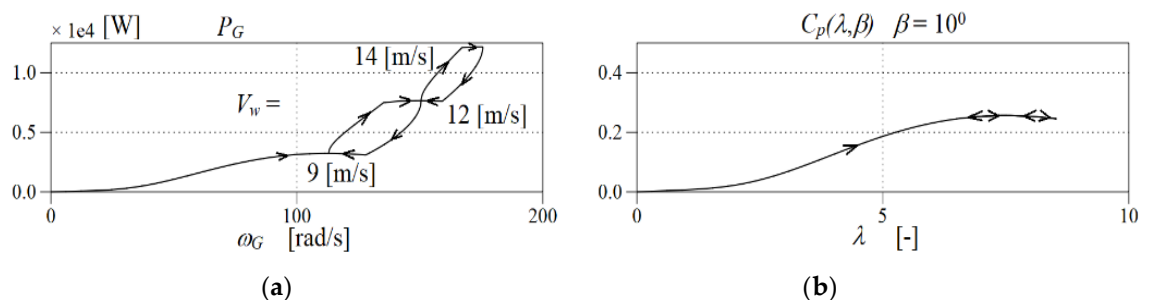 × 1e4 [W] P_G
1.0
0.5
0.0
14 [m/s]
V_w =
12 [m/s]
9 [m/s]
0 100 200
ω_G [rad/s]
(a)
C_p(λ,β) β = 10⁰
0.4
0.2
0.0
0 5 10
λ [-]
(b)